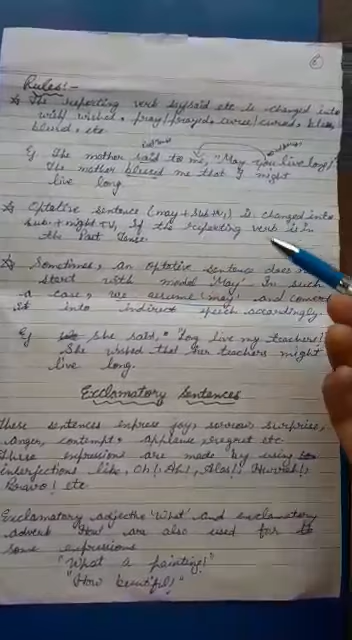 Rules:-
The reporting verb say/said etc is changed into
wish/wished, pray/prayed, curse/cursed, bless
blessed, etc.
Eg The mother said to me, "May you live long!"
The mother blessed me that I might
live long.
Optative sentence (may + sub + V1) is changed into
sub. + might + V1, if the reporting verb is in
the Past Tense.
Sometimes, an optative sentence does
start with modal 'May'. In such
a case, we assume 'may' and convert
it into indirect speech accordingly.
Eg She said, "Long live my teachers!"
She wished that her teachers might
live long.
Exclamatory Sentences
These sentences express joy, sorrow, surprise,
anger, contempt, applause, regret etc.
These expressions are made by using
interjections like, Oh!, Ah!, Alas!, Hurrah!,
Bravo! etc
Exclamatory adjective 'What' and exclamatory
adverb 'How' are also used for to
some expressions
"What a painting!"
"How beautiful!"